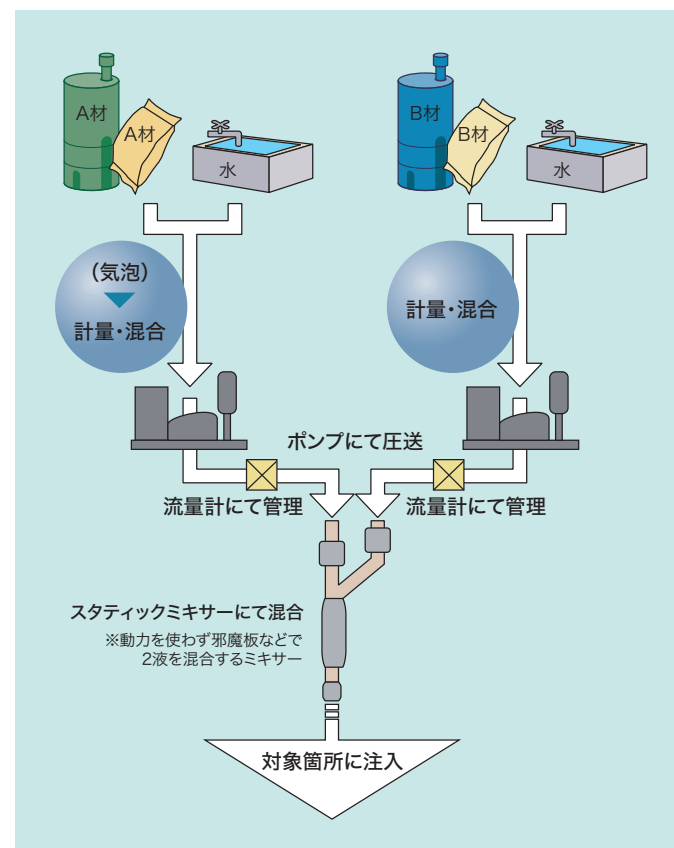 A材
A材
水
B材
B材
水
（気泡）
計量・混合
計量・混合
ポンプにて圧送
流量計にて管理
流量計にて管理
スタティックミキサーにて混合
※動力を使わず邪魔板などで
2液を混合するミキサー
対象箇所に注入